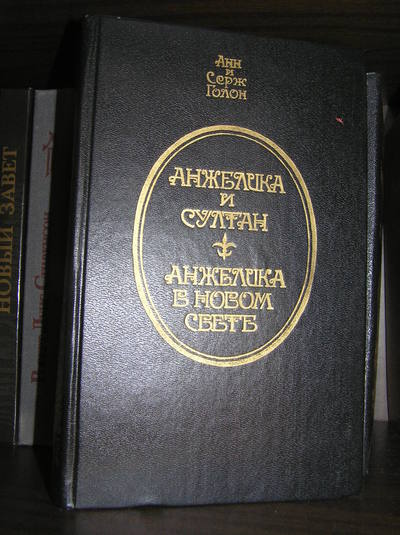 Анн
и
Серж
Голон
АНЖЕЛИКА
И
СУЛТАН
АНЖЕЛИКА
В НОВОМ
СВЕТЕ
НОВЫЙ ЗАВЕТ